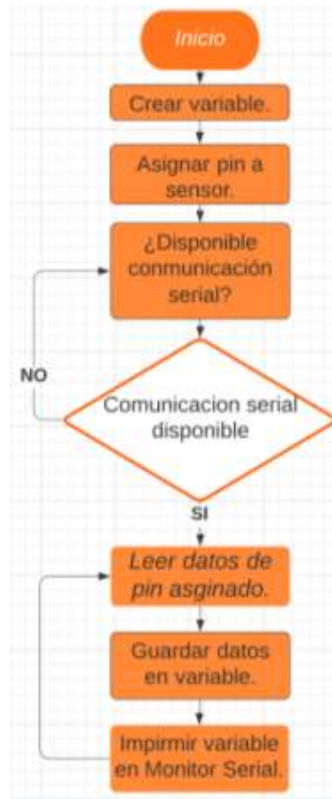 Inicio
Crear variable.
Asignar pin a
sensor.
¿Disponible
conmunicación
serial?
NO
Comunicacion serial
disponible
SI
Leer datos de
pin asginado.
Guardar datos
en variable.
Impirmir variable
en Monitor Serial.